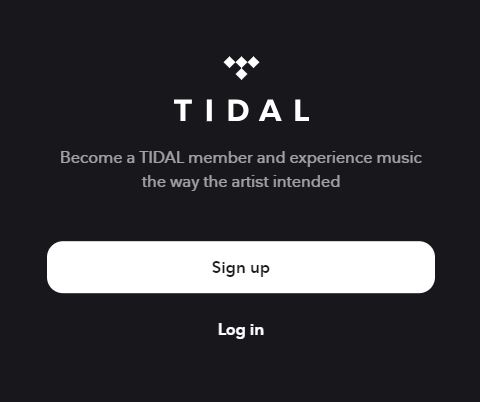 TIDAL
Become a TIDAL member and experience music
the way the artist intended
Sign up
Log in